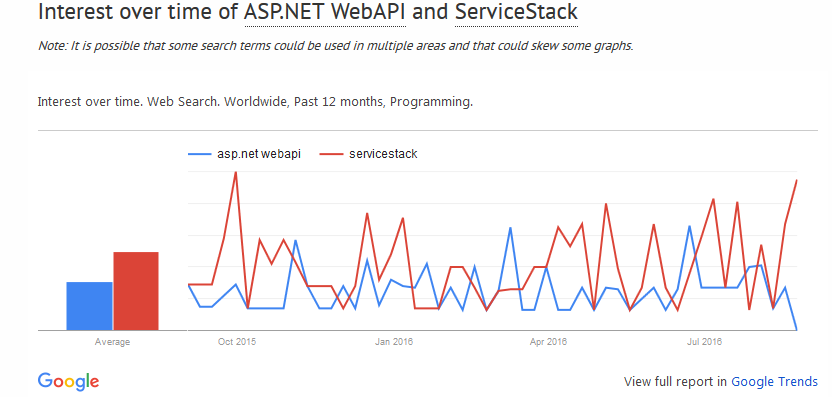 Interest over time of ASP.NET WebAPI and ServiceStack
Note: It is possible that some search terms could be used in multiple areas and that could skew some graphs.
Interest over time. Web Search. Worldwide, Past 12 months, Programming.
asp.net webapi servicestack
Average Oct 2015 Jan 2016 Apr 2016 Jul 2016
Google View full report in Google Trends